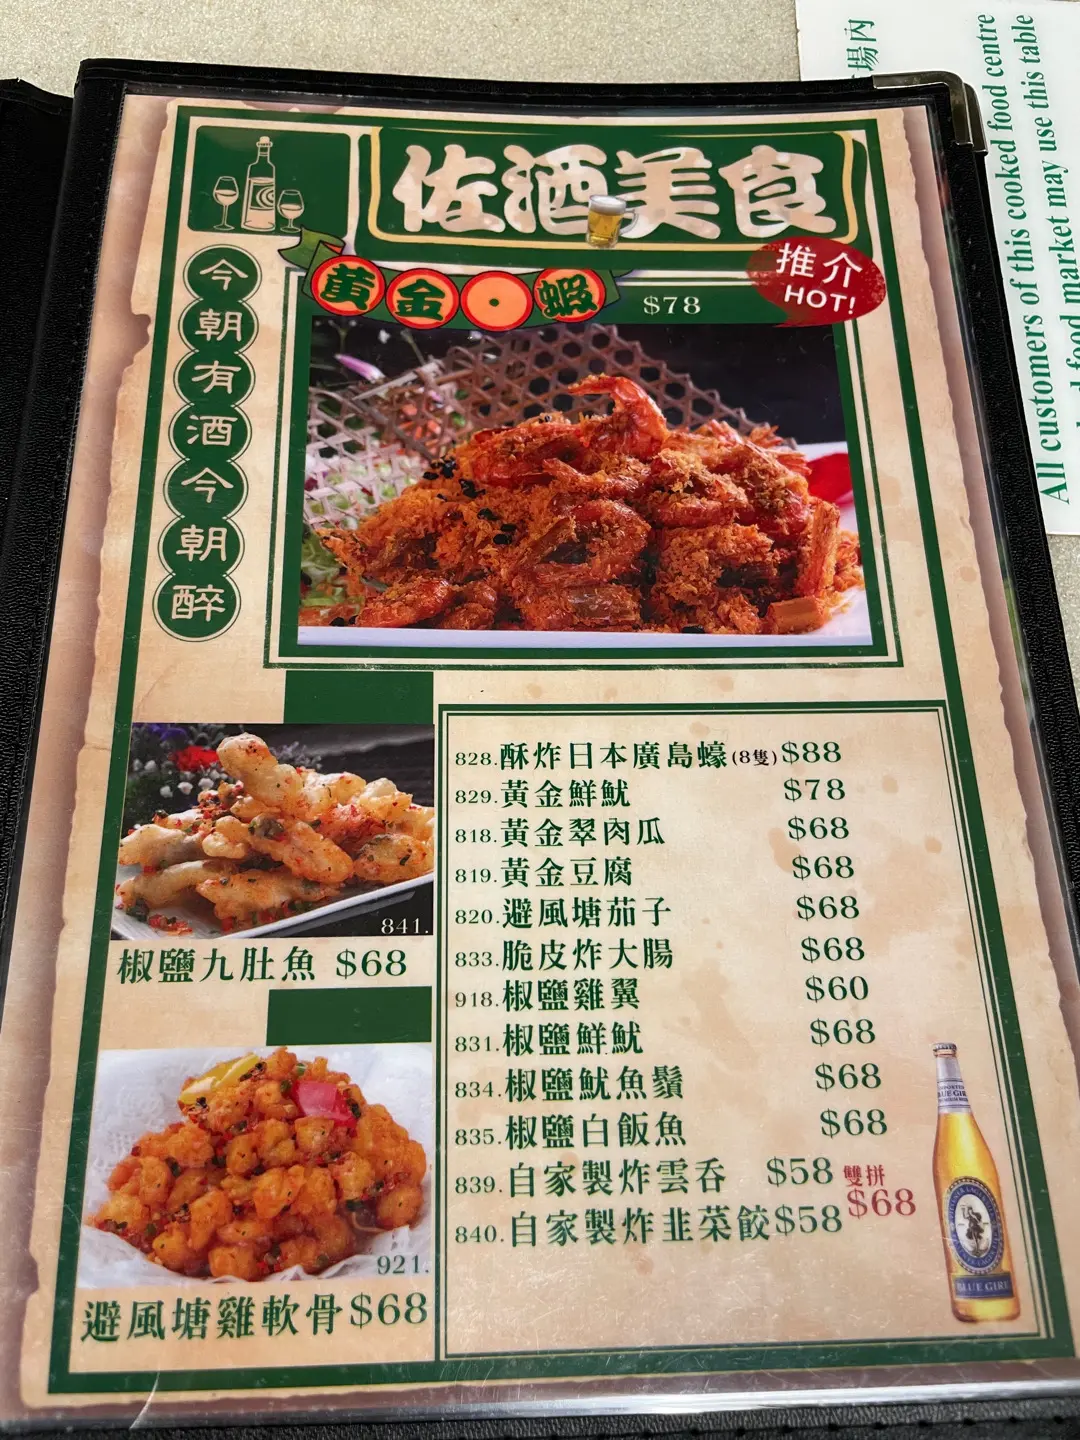 佐酒美食
今朝有酒今朝醉
黃金·蝦 $78
推介
HOT!
841.
椒鹽九肚魚 $68
921.
避風塘雞軟骨$68
828.酥炸日本廣島蠔(8隻)$88
829.黃金鮮魷 $78
818.黃金翠肉瓜 $68
819.黃金豆腐 $68
820.避風塘茄子 $68
833.脆皮炸大腸 $68
918.椒鹽雞翼 $60
831.椒鹽鮮魷 $68
834.椒鹽魷魚鬚 $68
835.椒鹽白飯魚 $68
839.自家製炸雲吞 $58
840.自家製炸韭菜餃$58
雙拼
$68
BLUE GIRL
場內
All customers of this cooked food centre
food market may use this table